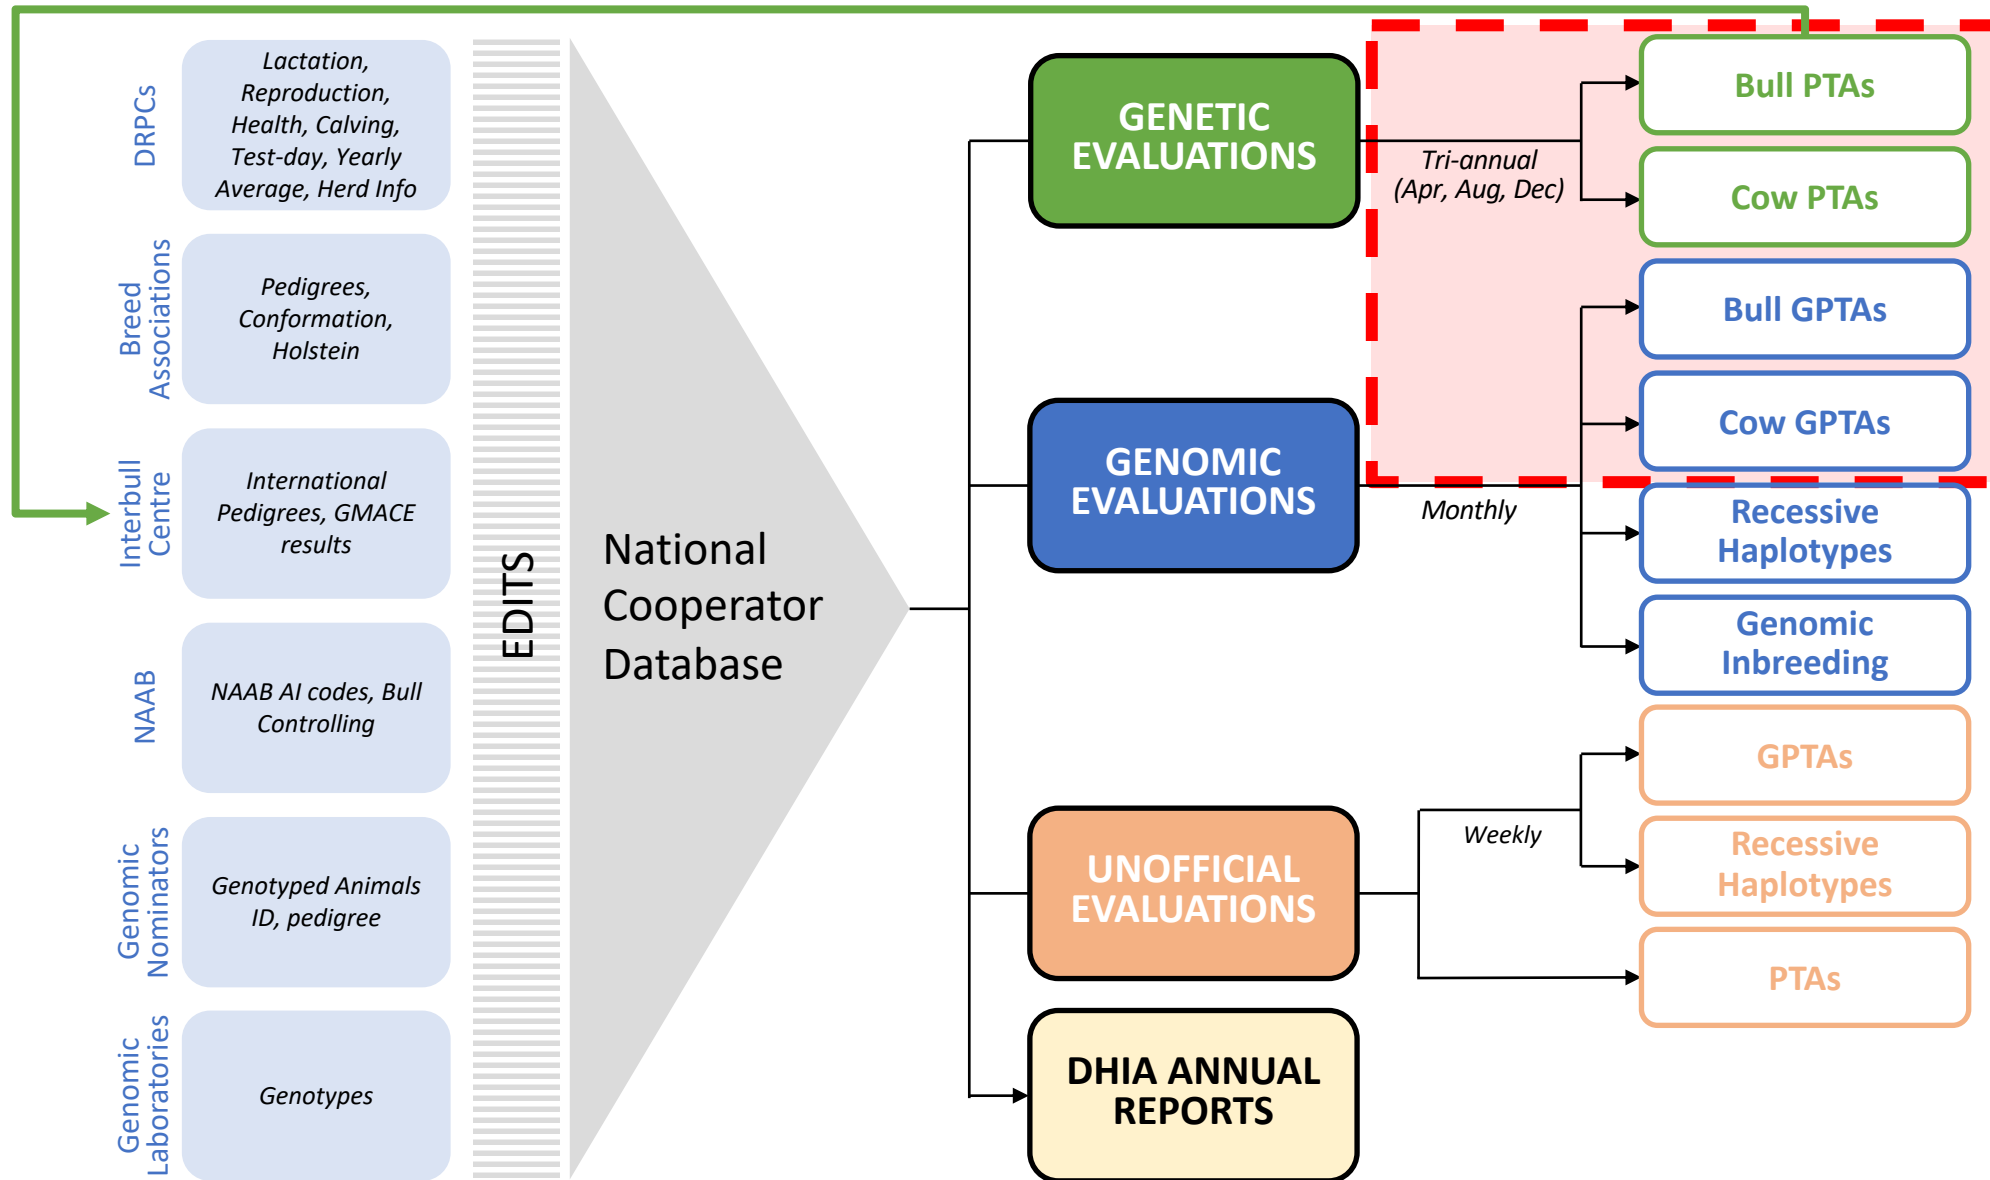 DRPCs
Lactation,
Reproduction,
Health, Calving,
Test-day, Yearly
Average, Herd Info
Breed
Associations
Pedigrees,
Conformation,
Holstein
Interbull
Centre
International
Pedigrees, GMACE
results
NAAB
NAAB AI codes, Bull
Controlling
Genomic
Nominators
Genotyped Animals
ID, pedigree
Genomic
Laboratories
Genotypes
EDITS
National
Cooperator
Database
GENETIC
EVALUATIONS
Tri-annual
(Apr, Aug, Dec)
Bull PTAs
Cow PTAs
GENOMIC
EVALUATIONS
Monthly
Bull GPTAs
Cow GPTAs
Recessive
Haplotypes
Genomic
Inbreeding
UNOFFICIAL
EVALUATIONS
Weekly
GPTAs
Recessive
Haplotypes
PTAs
DHIA ANNUAL
REPORTS